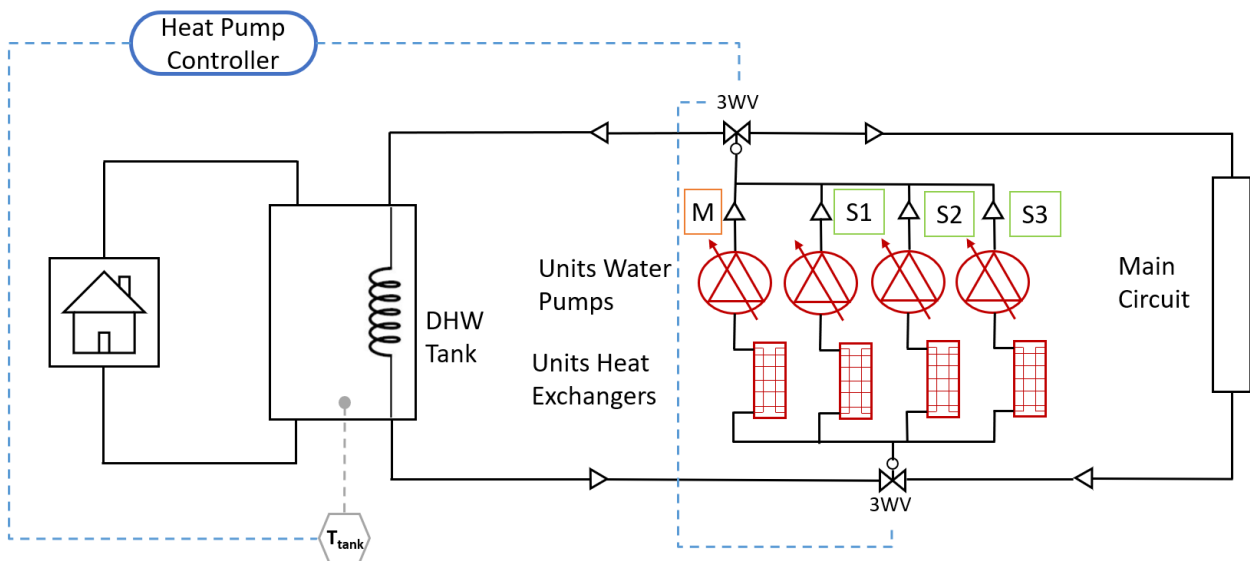 Heat Pump
Controller
3WV
M
S1
S2
S3
Units Water
Pumps
Main
Circuit
DHW
Tank
Units Heat
Exchangers
3WV
Ttank